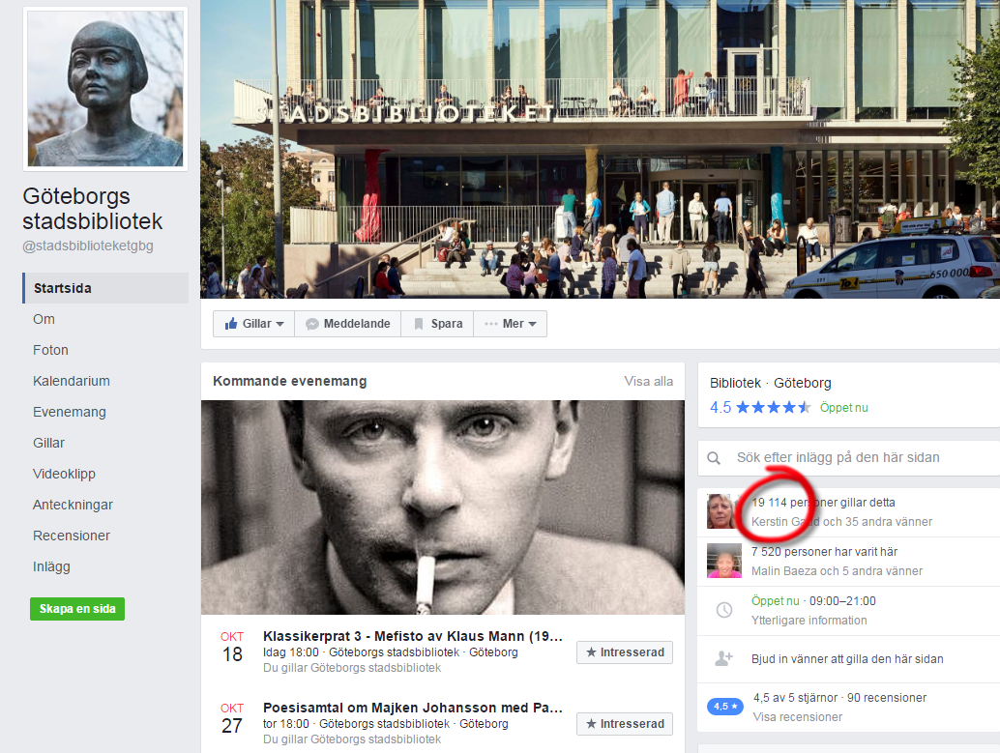 Göteborgs
stadsbibliotek
@stadsbiblioteketgbg
Startsida
Om
Foton
Kalendarium
Evenemang
Gillar
Videoklipp
Anteckningar
Recensioner
Inlägg
Skapa en sida
STADSBIBLIOTEKET
650 000
Gillar
Meddelande
Spara
Mer
Kommande evenemang
Visa alla
OKT
18
Klassikerprat 3 - Mefisto av Klaus Mann (19...
Idag 18:00 · Göteborgs stadsbibliotek · Göteborg
Du gillar Göteborgs stadsbibliotek
Intresserad
OKT
27
Poesisamtal om Majken Johansson med Pa...
tor 18:00 · Göteborgs stadsbibliotek · Göteborg
Du gillar Göteborgs stadsbibliotek
Intresserad
Bibliotek · Göteborg
4.5 Öppet nu
Sök efter inlägg på den här sidan
19 114 personer gillar detta
Kerstin och 35 andra vänner
7 520 personer har varit här
Malin Baeza och 5 andra vänner
Öppet nu · 09:00–21:00
Ytterligare information
Bjud in vänner att gilla den här sidan
4,5
4,5 av 5 stjärnor · 90 recensioner
Visa recensioner